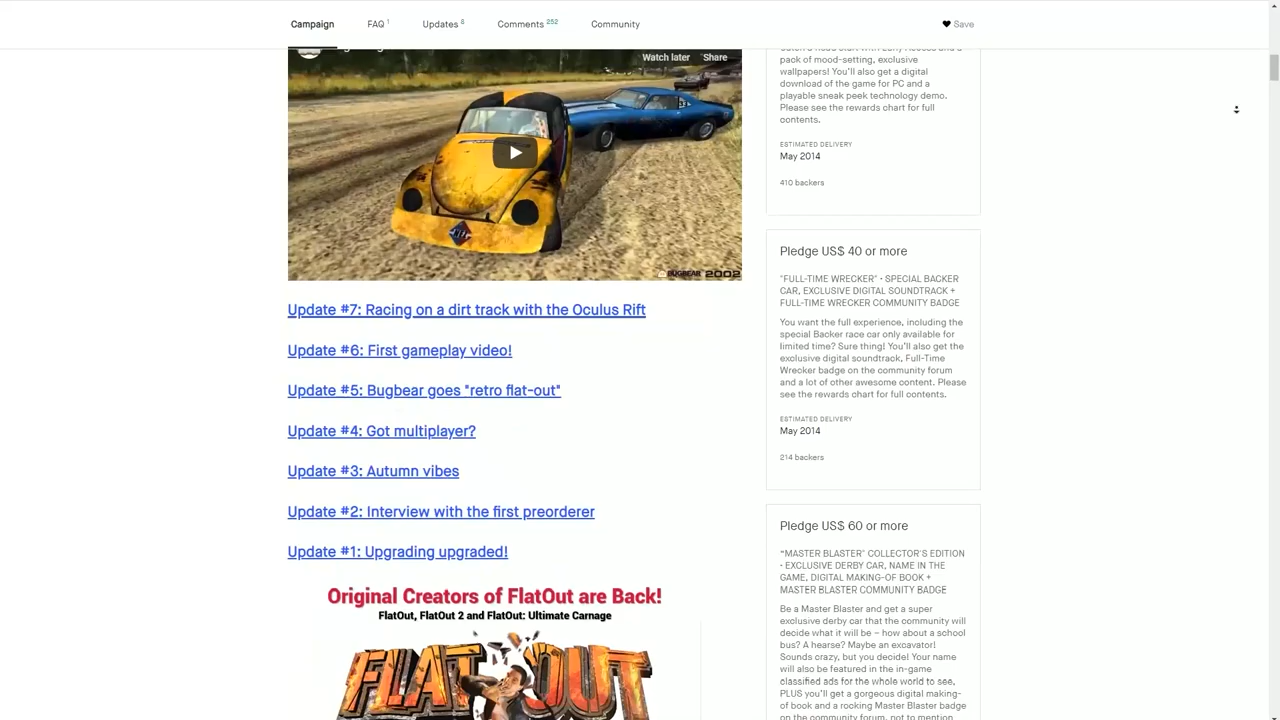 Campaign
FAQ 1
Updates 6
Comments 252
Community
Save
Watch later
Share
BUGBEAR 2002
Update #7: Racing on a dirt track with the Oculus Rift
Update #6: First gameplay video!
Update #5: Bugbear goes "retro flat-out"
Update #4: Got multiplayer?
Update #3: Autumn vibes
Update #2: Interview with the first preorderer
Update #1: Upgrading upgraded!
Original Creators of FlatOut are Back!
FlatOut, FlatOut 2 and FlatOut: Ultimate Carnage
FLATOUT
pack of mood-setting, exclusive
wallpapers! You'll also get a digital
download of the game for PC and a
playable sneak peek technology demo.
Please see the rewards chart for full
contents.
ESTIMATED DELIVERY
May 2014
410 backers
Pledge US$ 40 or more
"FULL-TIME WRECKER" • SPECIAL BACKER
CAR, EXCLUSIVE DIGITAL SOUNDTRACK +
FULL-TIME WRECKER COMMUNITY BADGE
You want the full experience, including the
special Backer race car only available for
limited time? Sure thing! You'll also get the
exclusive digital soundtrack, Full-Time
Wrecker badge on the community forum
and a lot of other awesome content. Please
see the rewards chart for full contents.
ESTIMATED DELIVERY
May 2014
214 backers
Pledge US$ 60 or more
"MASTER BLASTER" COLLECTOR'S EDITION
• EXCLUSIVE DERBY CAR, NAME IN THE
GAME, DIGITAL MAKING-OF BOOK +
MASTER BLASTER COMMUNITY BADGE
Be a Master Blaster and get a super
exclusive derby car that the community will
decide what it will be – how about a school
bus? A hearse? Maybe an excavator!
Sounds crazy, but you decide! Your name
will also be featured in the in-game
classified ads for the whole world to see,
PLUS you'll get a gorgeous digital making-
of book and a rocking Master Blaster badge
on the community forum, not to mention